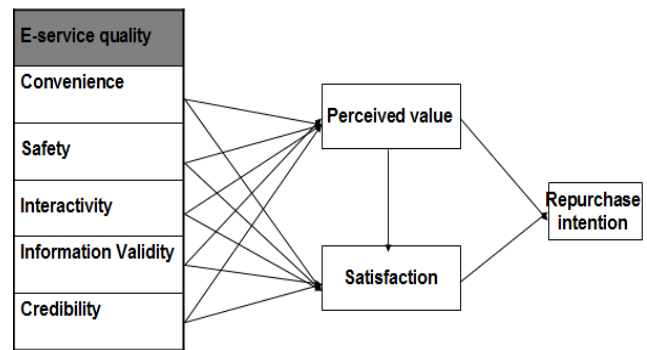 E-service quality
Convenience
Safety
Interactivity
Information Validity
Credibility
Perceived value
Satisfaction
Repurchase
intention